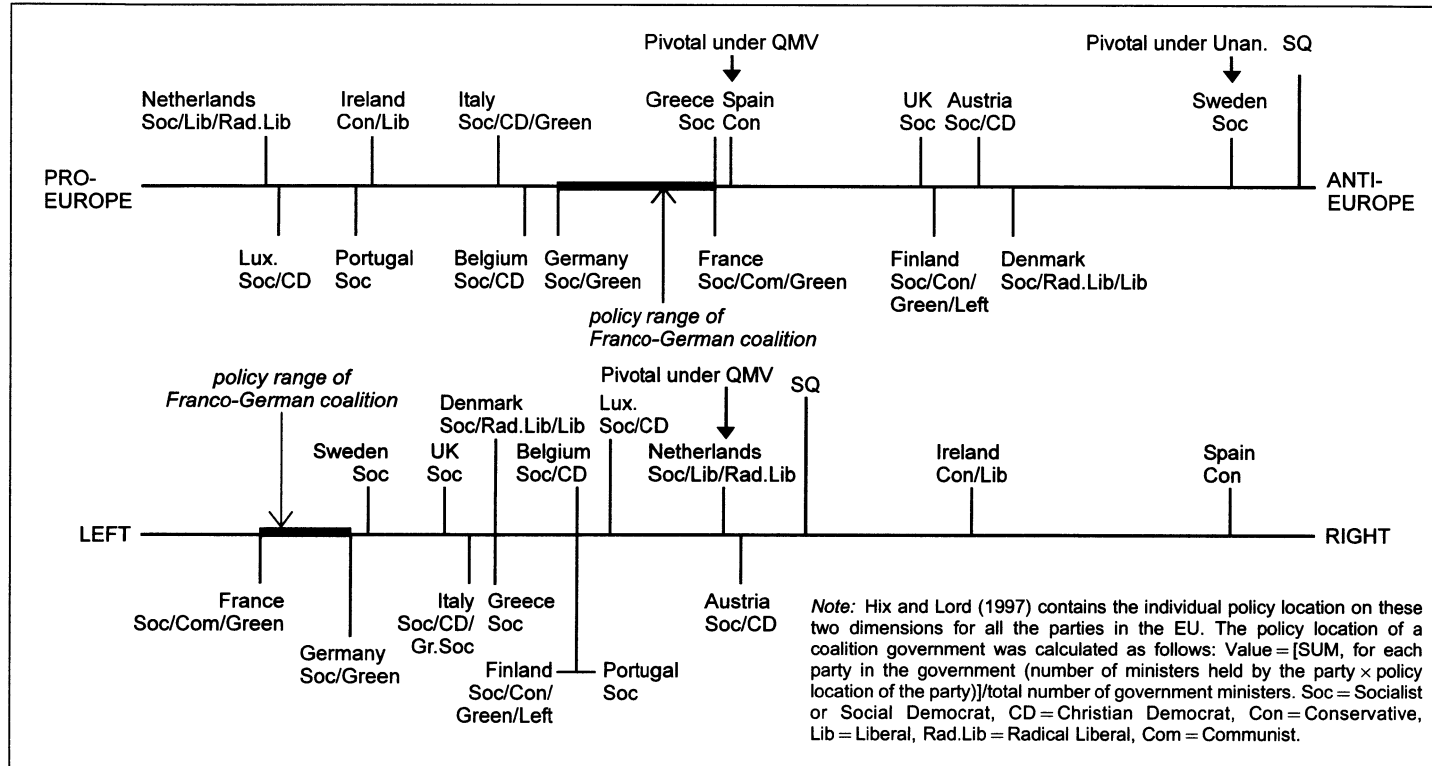 Pivotal under QMV
Pivotal under Unan. SQ
Netherlands
Soc/Lib/Rad.Lib
Ireland
Con/Lib
Italy
Soc/CD/Green
Greece
Soc
Spain
Con
UK
Soc
Austria
Soc/CD
Sweden
Soc
PRO-
EUROPE
ANTI-
EUROPE
Lux.
Soc/CD
Portugal
Soc
Belgium
Soc/CD
Germany
Soc/Green
France
Soc/Com/Green
Finland
Soc/Con/
Green/Left
Denmark
Soc/Rad.Lib/Lib
policy range of
Franco-German coalition
policy range of
Franco-German coalition
Pivotal under QMV
SQ
Sweden
Soc
UK
Soc
Denmark
Soc/Rad.Lib/Lib
Belgium
Soc/CD
Lux.
Soc/CD
Netherlands
Soc/Lib/Rad.Lib
Ireland
Con/Lib
Spain
Con
LEFT
RIGHT
France
Soc/Com/Green
Germany
Soc/Green
Italy
Soc/CD/
Gr.Soc
Greece
Soc
Finland
Soc/Con/
Green/Left
Portugal
Soc
Austria
Soc/CD
Note: Hix and Lord (1997) contains the individual policy location on these
two dimensions for all the parties in the EU. The policy location of a
coalition government was calculated as follows: Value = [SUM, for each
party in the government (number of ministers held by the party × policy
location of the party)]/total number of government ministers. Soc = Socialist
or Social Democrat, CD = Christian Democrat, Con = Conservative,
Lib = Liberal, Rad.Lib = Radical Liberal, Com = Communist.